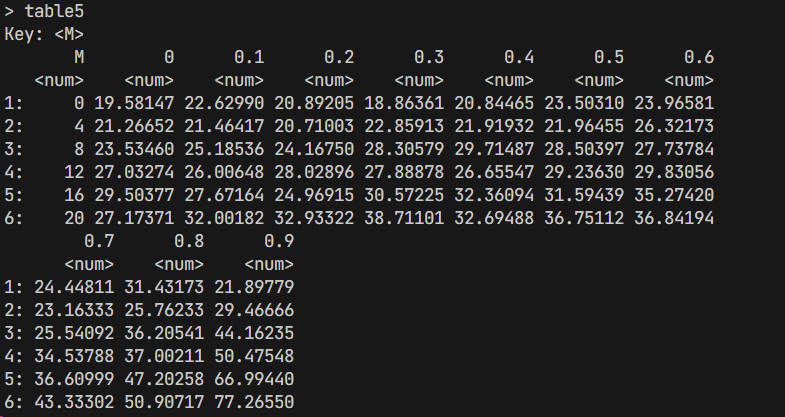 > table5
Key: <M>
       M        0      0.1      0.2      0.3      0.4      0.5      0.6
   <num>    <num>    <num>    <num>    <num>    <num>    <num>    <num>
1:     0 19.58147 22.62990 20.89205 18.86361 20.84465 23.50310 23.96581
2:     4 21.26652 21.46417 20.71003 22.85913 21.91932 21.96455 26.32173
3:     8 23.53460 25.18536 24.16750 28.30579 29.71487 28.50397 27.73784
4:    12 27.03274 26.00648 28.02896 27.88878 26.65547 29.23630 29.83056
5:    16 29.50377 27.67164 24.96915 30.57225 32.36094 31.59439 35.27420
6:    20 27.17371 32.00182 32.93322 38.71101 32.69488 36.75112 36.84194
        0.7      0.8      0.9
      <num>    <num>    <num>
1: 24.44811 31.43173 21.89779
2: 23.16333 25.76233 29.46666
3: 25.54092 36.20541 44.16235
4: 34.53788 37.00211 50.47548
5: 36.60999 47.20258 66.99440
6: 43.33302 50.90717 77.26550